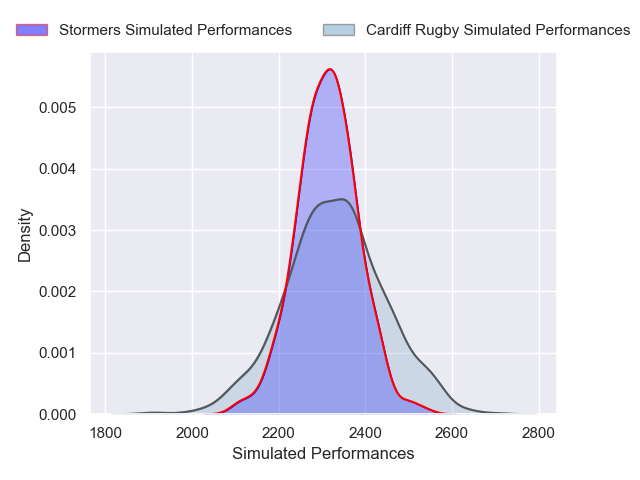 Stormers Simulated Performances
Cardiff Rugby Simulated Performances
0.005
0.004
0.003
0.002
0.001
0.000
Density
1800 2000 2200 2400 2600 2800
Simulated Performances